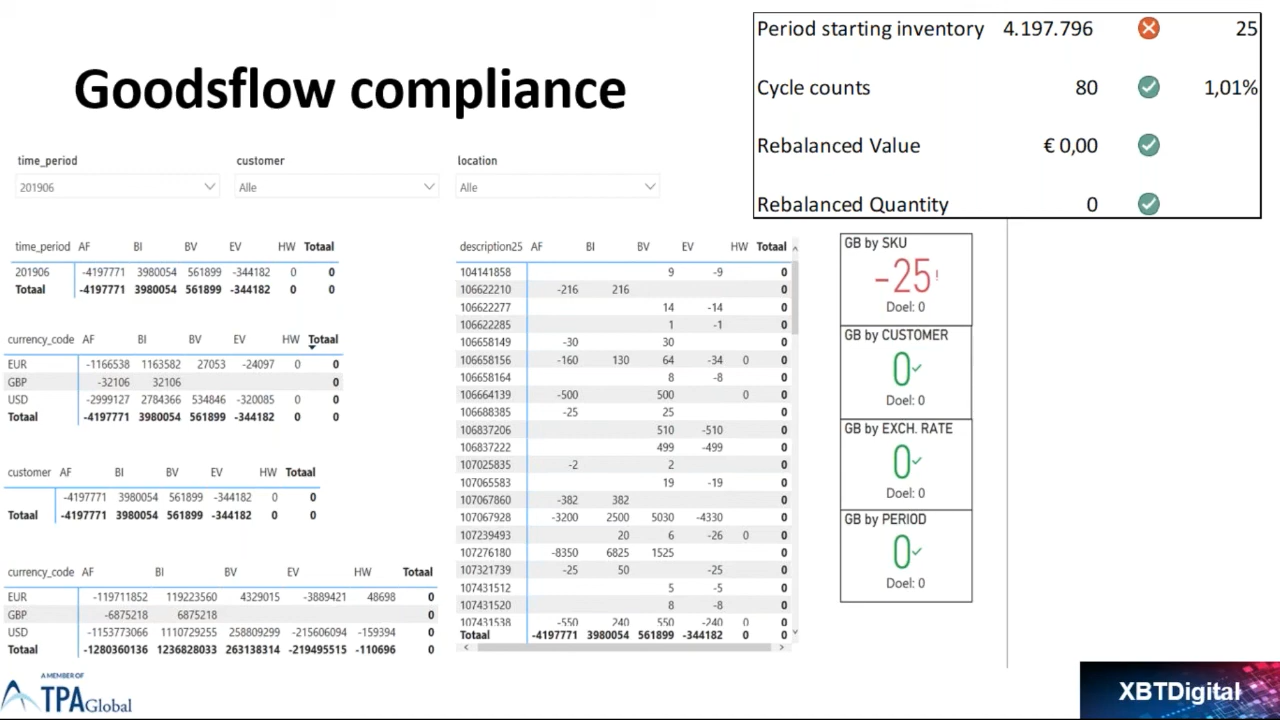 Goodsflow compliance
Period starting inventory 4.197.796 25
Cycle counts 80 1,01%
Rebalanced Value € 0,00
Rebalanced Quantity 0
time_period customer location
201906 Alle Alle
time_period AF BI BV EV HW Totaal
201906 -4197771 3980054 561899 -344182 0 0
Totaal -4197771 3980054 561899 -344182 0 0
currency_code AF BI BV EV HW Totaal
EUR -1166538 1163582 27053 -24097 0 0
GBP -32106 32106 0
USD -2999127 2784366 534846 -320085 0 0
Totaal -4197771 3980054 561899 -344182 0 0
customer AF BI BV EV HW Totaal
-4197771 3980054 561899 -344182 0 0
Totaal -4197771 3980054 561899 -344182 0 0
currency_code AF BI BV EV HW Totaal
EUR -119711852 119223560 4329015 -3889421 48698 0
GBP -6875218 6875218 0
USD -1153773066 1110729255 258809299 -215606094 -159394 0
Totaal -1280360136 1236828033 263138314 -219495515 -110696 0
description25 AF BI BV EV HW Totaal
104141858 9 -9 0
106622210 -216 216 0
106622277 14 -14 0
106622285 1 -1 0
106658149 -30 30 0
106658156 -160 130 64 -34 0 0
106658164 8 -8 0
106664139 -500 500 0 0
106688385 -25 25 0
106837206 510 -510 0
106837222 499 -499 0
107025835 -2 2 0
107065583 19 -19 0
107067860 -382 382 0
107067928 -3200 2500 5030 -4330 0
107239493 20 6 -26 0 0
107276180 -8350 6825 1525 0
107321739 -25 50 -25 0
107431512 5 -5 0
107431520 8 -8 0
107431538 -550 240 550 -240 0 0
Totaal -4197771 3980054 561899 -344182 0 0
GB by SKU
-25!
Doel: 0
GB by CUSTOMER
0
Doel: 0
GB by EXCH. RATE
0
Doel: 0
GB by PERIOD
0
Doel: 0
A MEMBER OF
TPAGlobal
XBTDigital